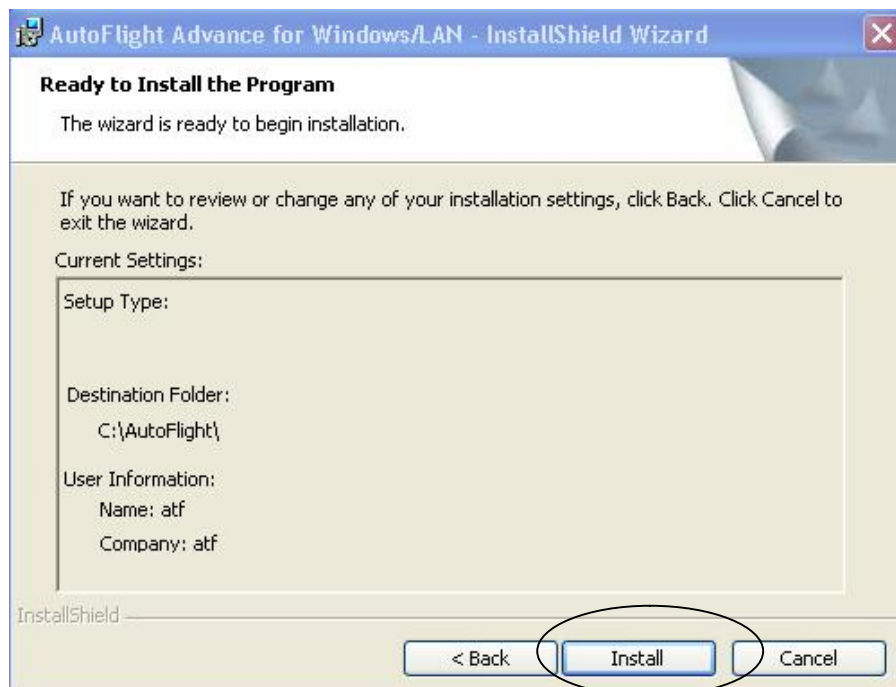 AutoFlight Advance for Windows/LAN - InstallShield Wizard
Ready to Install the Program
The wizard is ready to begin installation.
If you want to review or change any of your installation settings, click Back. Click Cancel to
exit the wizard.
Current Settings:
Setup Type:
Destination Folder:
C:\AutoFlight\
User Information:
Name: atf
Company: atf
InstallShield
< Back
Install
Cancel